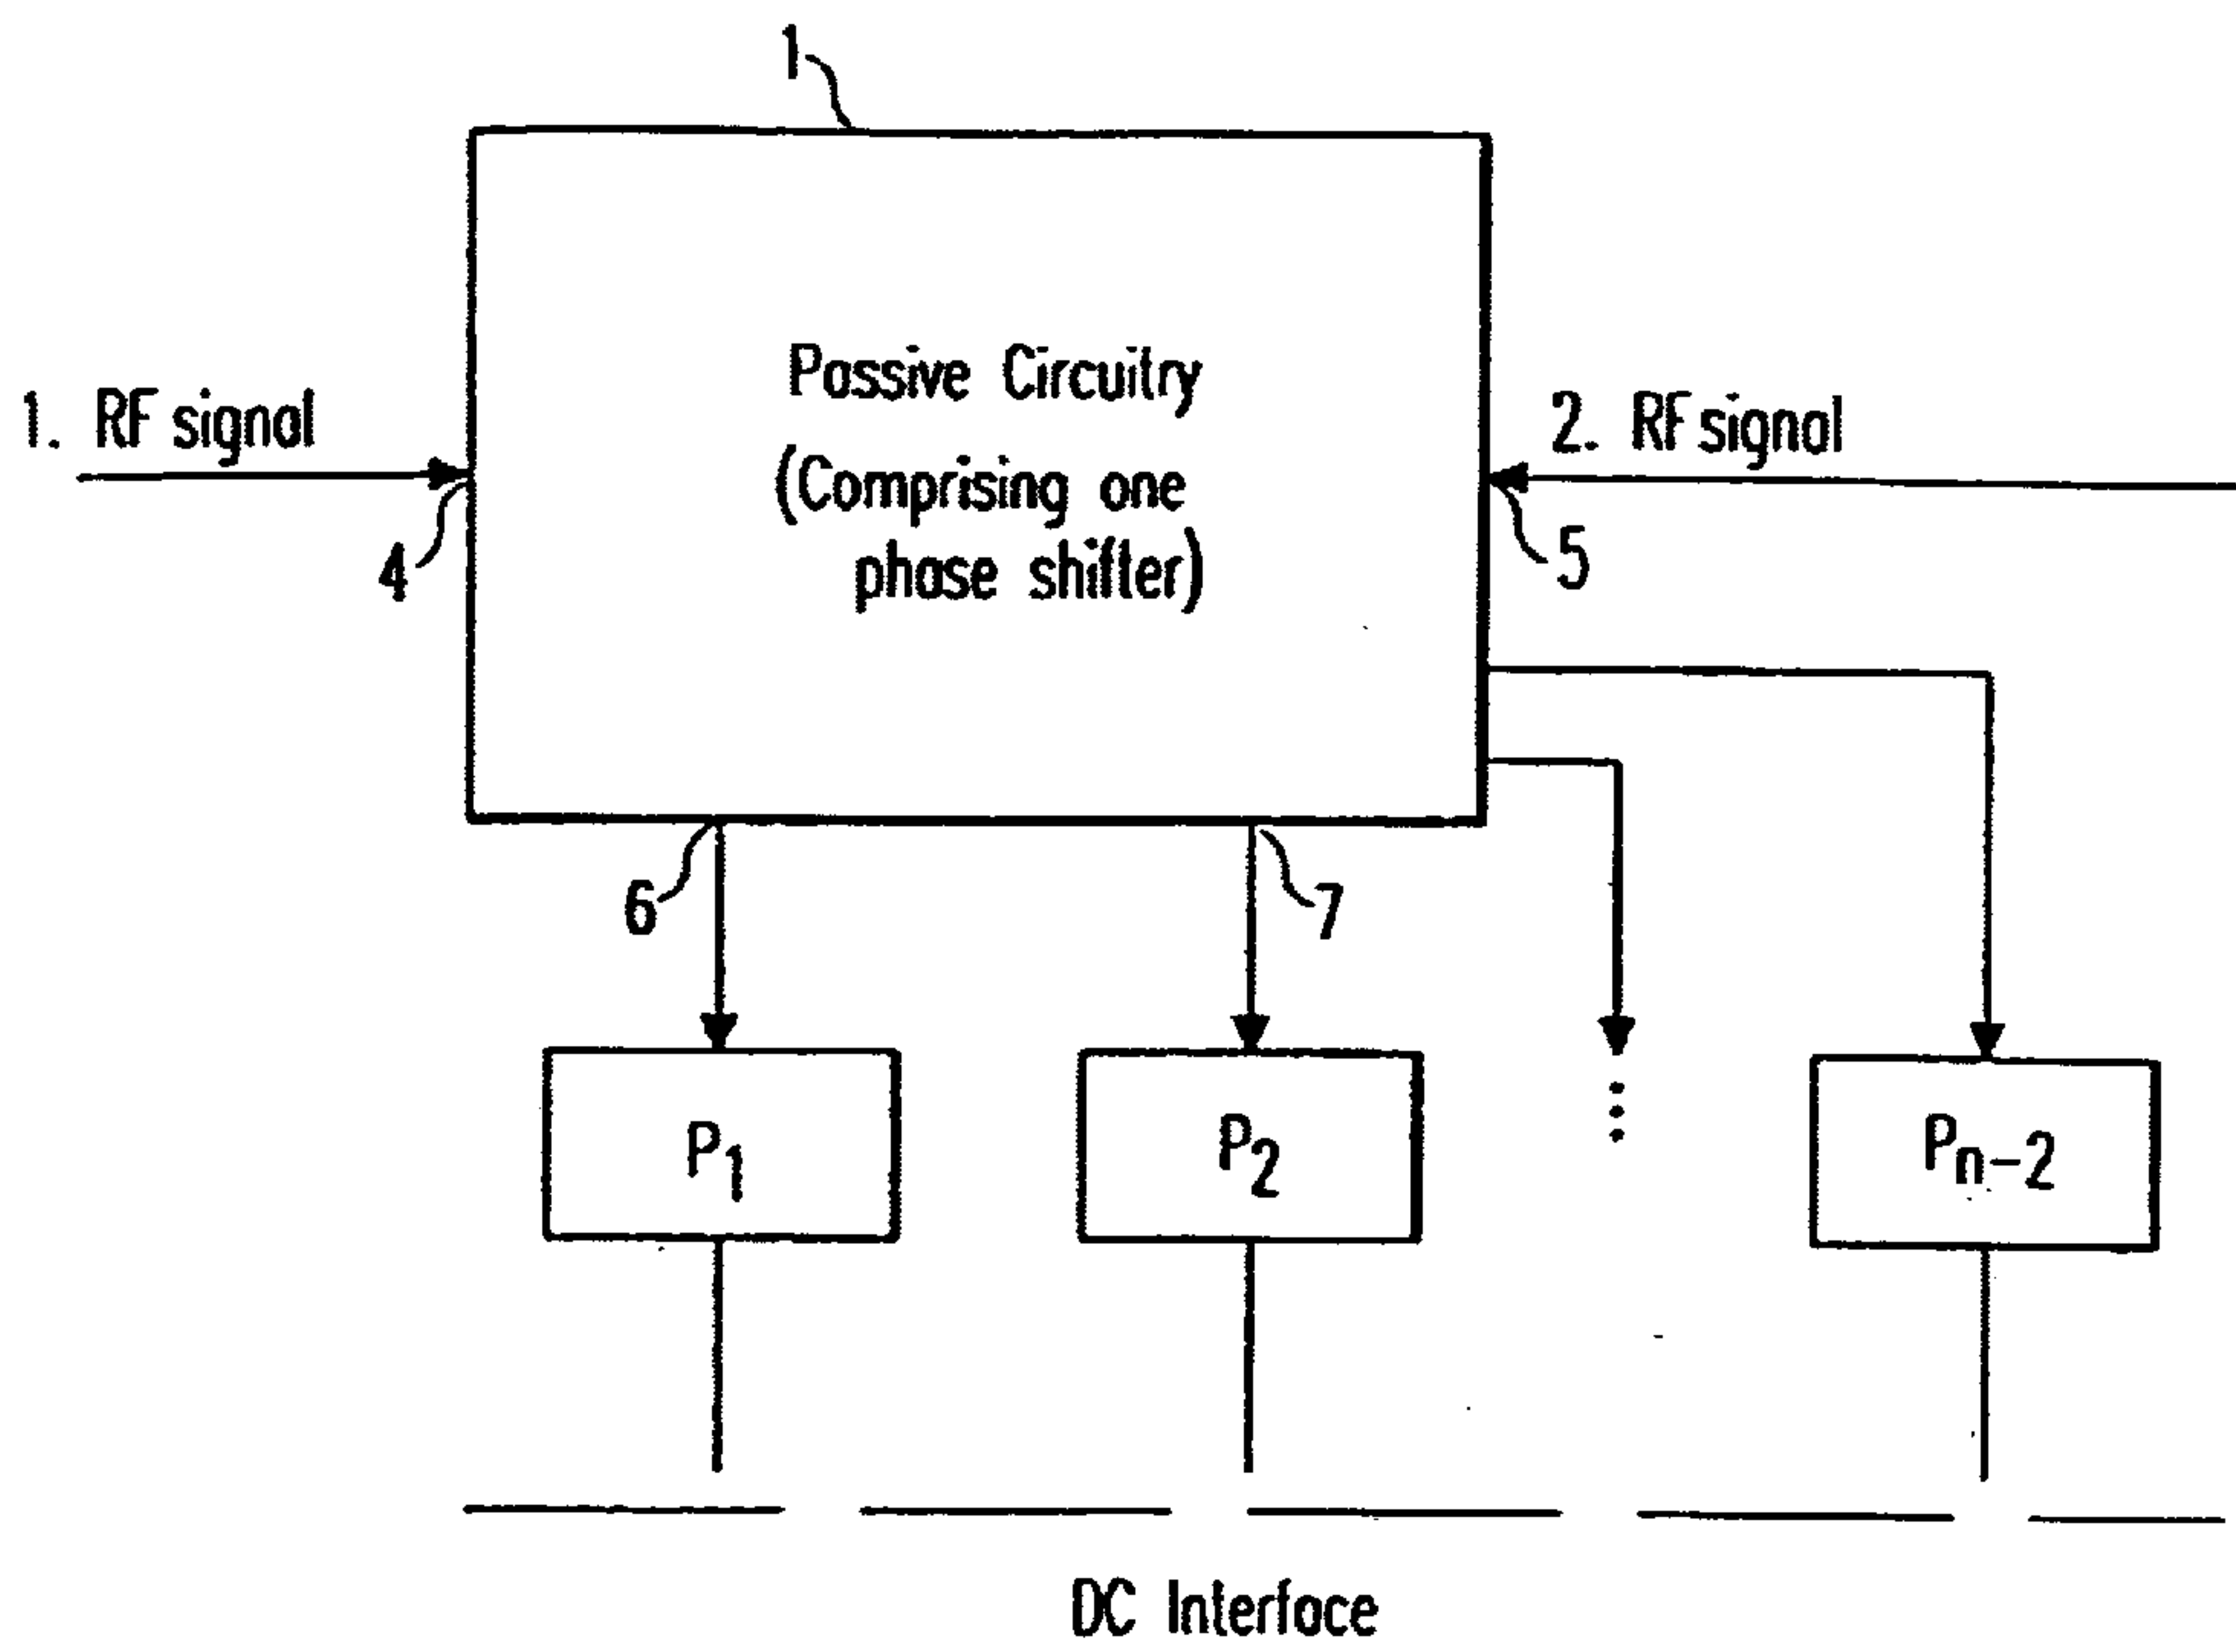 1
1. RF signal
Passive Circuitry
(Comprising one
phase shifter)
2. RF signal
4
5
6
7
P1
P2
Pn-2
DC Interface